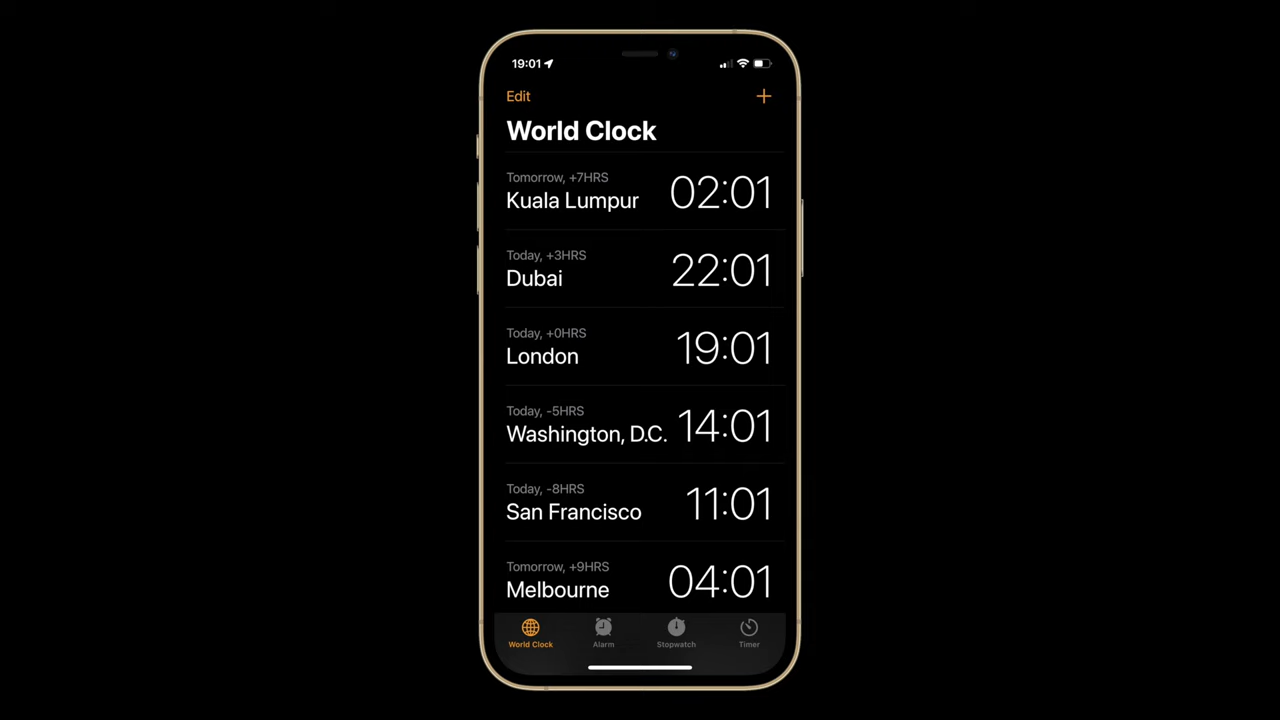 19:01
Edit +
World Clock
Tomorrow, +7HRS
Kuala Lumpur 02:01
Today, +3HRS
Dubai 22:01
Today, +0HRS
London 19:01
Today, -5HRS
Washington, D.C. 14:01
Today, -8HRS
San Francisco 11:01
Tomorrow, +9HRS
Melbourne 04:01
World Clock Alarm Stopwatch Timer